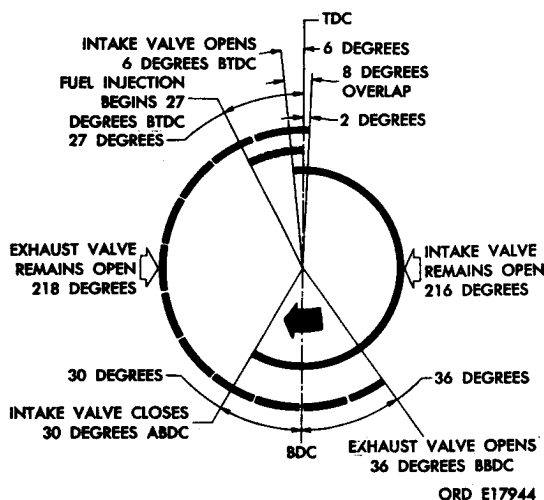 TDC
INTAKE VALVE OPENS
6 DEGREES BTDC
6 DEGREES
8 DEGREES
OVERLAP
FUEL INJECTION
BEGINS 27
DEGREES BTDC
27 DEGREES
2 DEGREES
EXHAUST VALVE
REMAINS OPEN
218 DEGREES
INTAKE VALVE
REMAINS OPEN
216 DEGREES
30 DEGREES
36 DEGREES
INTAKE VALVE CLOSES
30 DEGREES ABDC
BDC
EXHAUST VALVE OPENS
36 DEGREES BBDC
ORD E17944